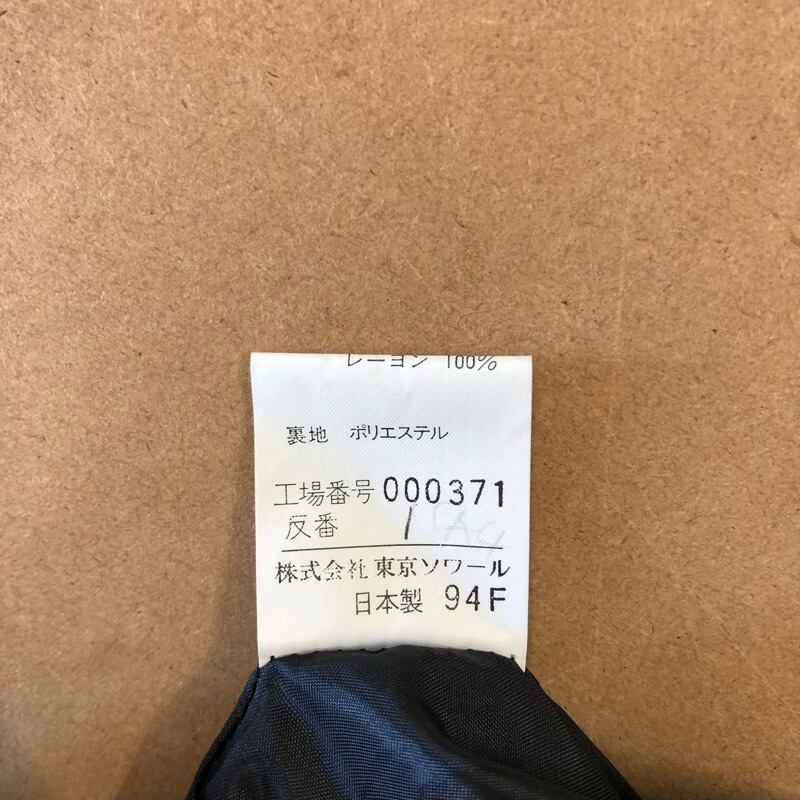 レーヨン 100%
裏地 ポリエステル
工場番号 000371
反番 1
株式会社 東京ソワール
日本製 94F